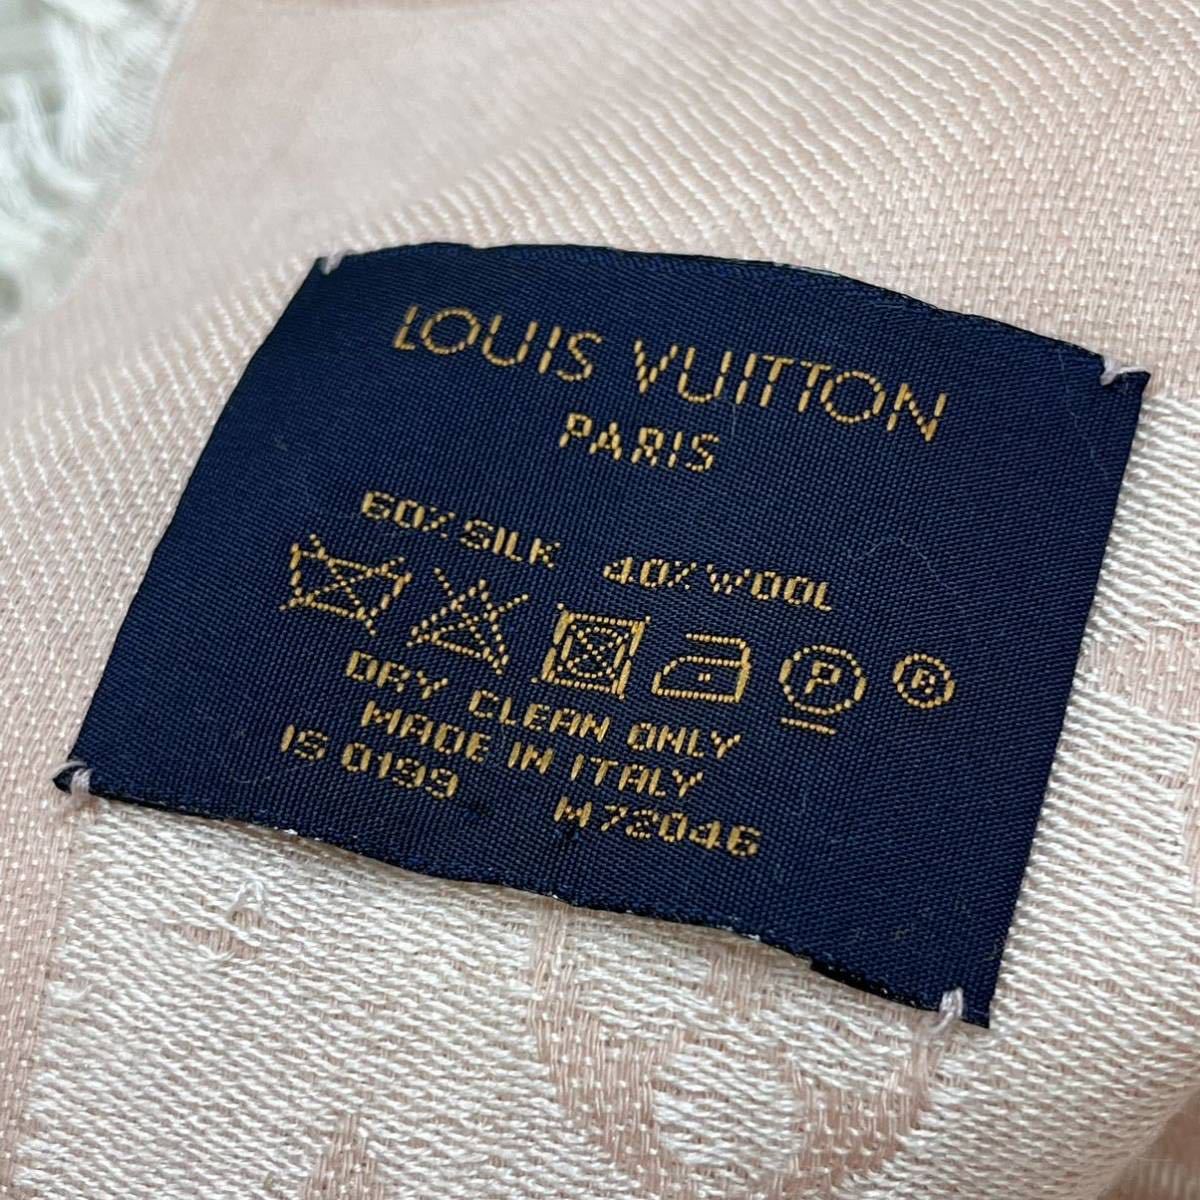 LOUIS VUITTON
PARIS
60% SILK 40% WOOL
P R
DRY CLEAN ONLY
MADE IN ITALY
IS 0199 M72046